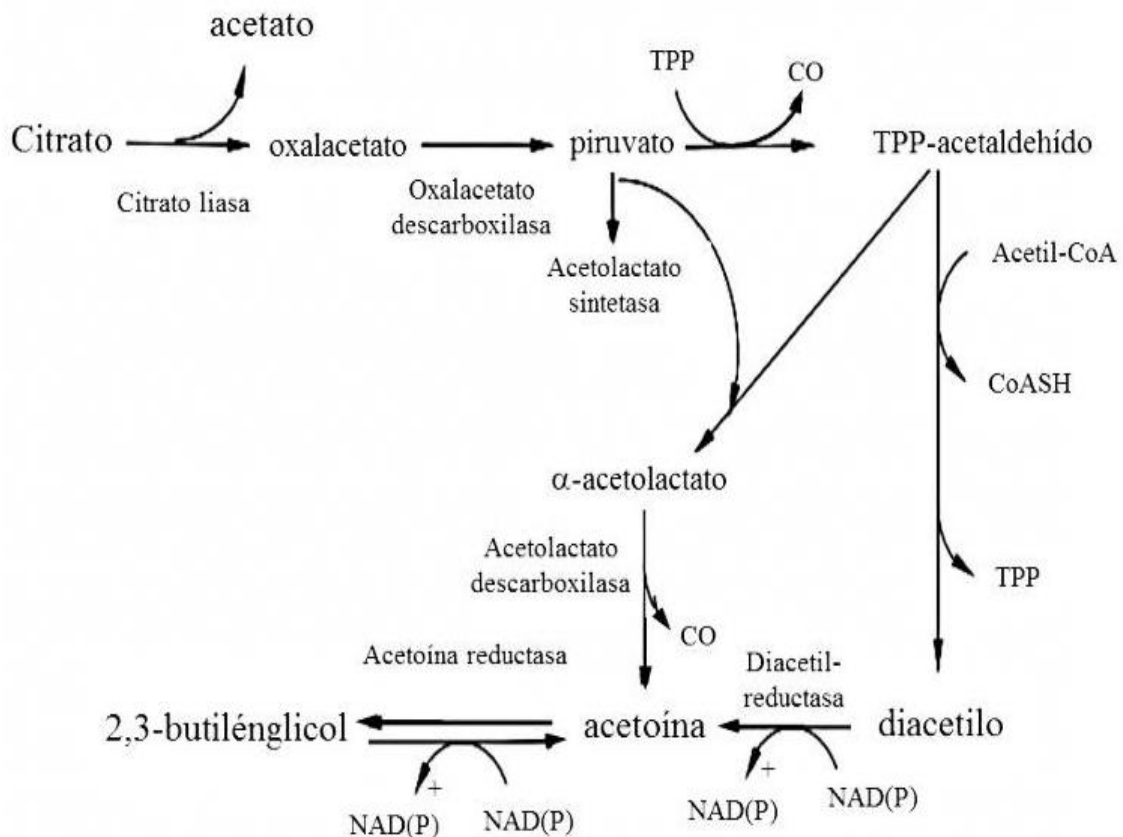 acetato
TPP
CO
Citrato
oxalacetato
piruvato
TPP-acetaldehído
Citrato liasa
Oxalacetato
descarboxilasa
Acetolactato
sintetasa
Acetil-CoA
CoASH
α-acetolactato
Acetolactato
descarboxilasa
TPP
CO
Acetoína reductasa
Diacetil-
reductasa
2,3-butilénglicol
acetoína
diacetilo
+
NAD(P)
NAD(P)
+
NAD(P)
NAD(P)